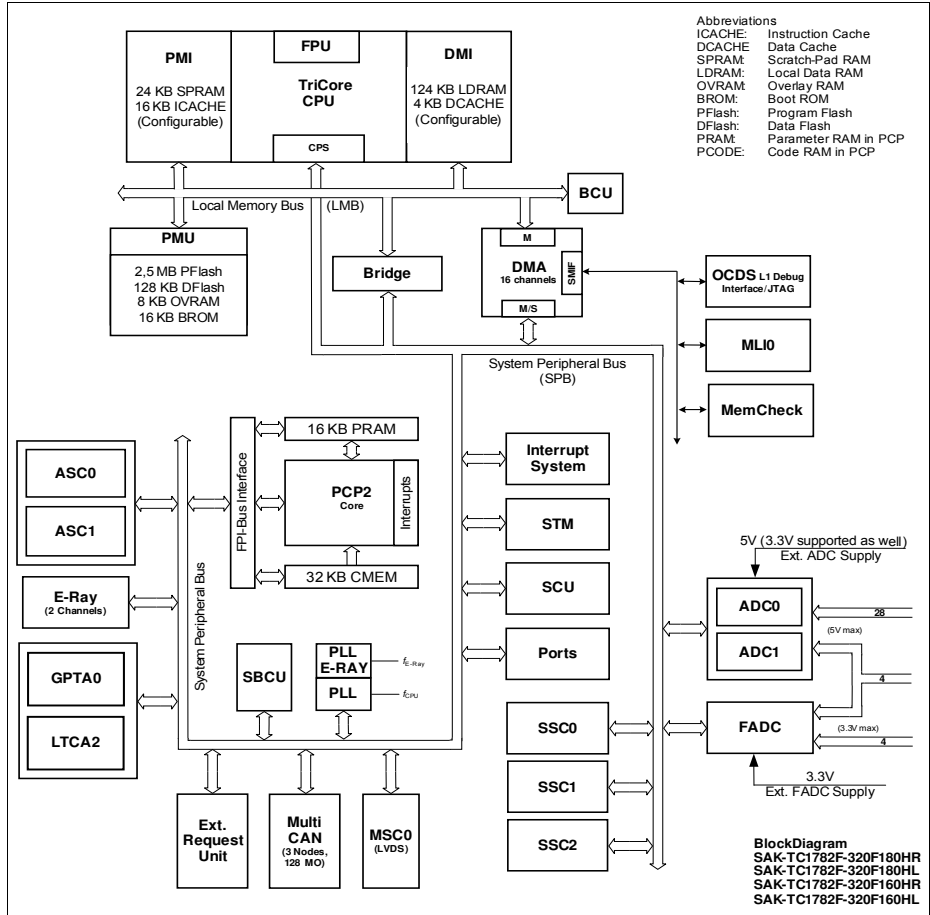 Abbreviations
ICACHE: Instruction Cache
DCACHE Data Cache
SPRAM: Scratch-Pad RAM
LDRAM: Local Data RAM
OVRAM: Overlay RAM
BROM: Boot ROM
PFlash: Program Flash
DFlash: Data Flash
PRAM: Parameter RAM in PCP
PCODE: Code RAM in PCP
PMI
24 KB SPRAM
16 KB ICACHE
(Configurable)
FPU
TriCore
CPU
CPS
DMI
124 KB LDRAM
4 KB DCACHE
(Configurable)
Local Memory Bus (LMB)
BCU
PMU
2,5 MB PFlash
128 KB DFlash
8 KB OVRAM
16 KB BROM
Bridge
M
DMA
16 channels
SMIF
M/S
OCDS L1 Debug
Interface/JTAG
MLI0
MemCheck
System Peripheral Bus
(SPB)
ASC0
ASC1
E-Ray
(2 Channels)
GPTA0
LTCA2
System Peripheral Bus
FPI-Bus Interface
16 KB PRAM
PCP2
Core
Interrupts
32 KB CMEM
SBCU
PLL
E-RAY
PLL
fE-Ray
fCPU
Interrupt
System
STM
SCU
Ports
SSC0
SSC1
SSC2
5V (3.3V supported as well)
Ext. ADC Supply
ADC0
ADC1
28
(5V max)
4
FADC
(3.3V max)
4
3.3V
Ext. FADC Supply
Ext.
Request
Unit
Multi
CAN
(3 Nodes,
128 MO)
MSC0
(LVDS)
BlockDiagram
SAK-TC1782F-320F180HR
SAK-TC1782F-320F180HL
SAK-TC1782F-320F160HR
SAK-TC1782F-320F160HL